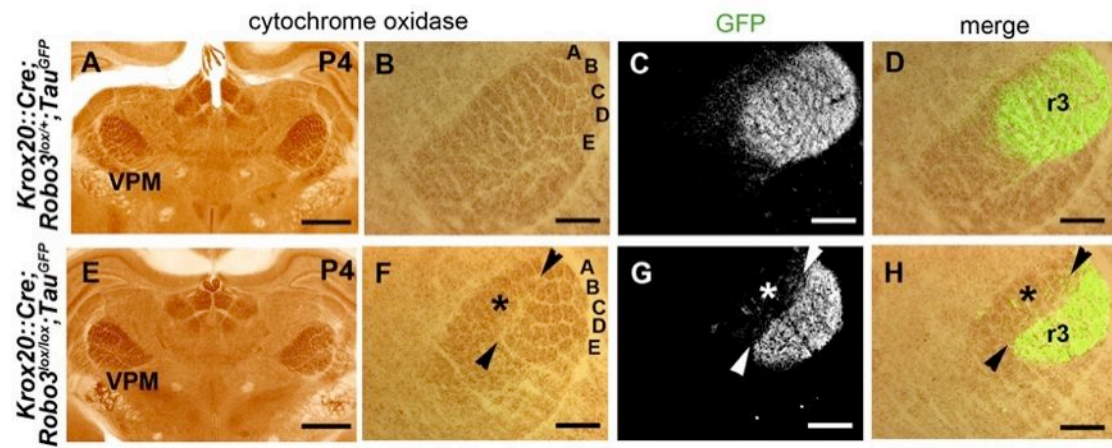 cytochrome oxidase GFP merge
Krox20::Cre;
Robo3lox/+;TauGFP
A P4
VPM
B A
B
C
D
E
C
D
r3
Krox20::Cre;
Robo3lox/lox;TauGFP
E P4
VPM
F A
B
C
D
E
*
G
*
H
*
r3